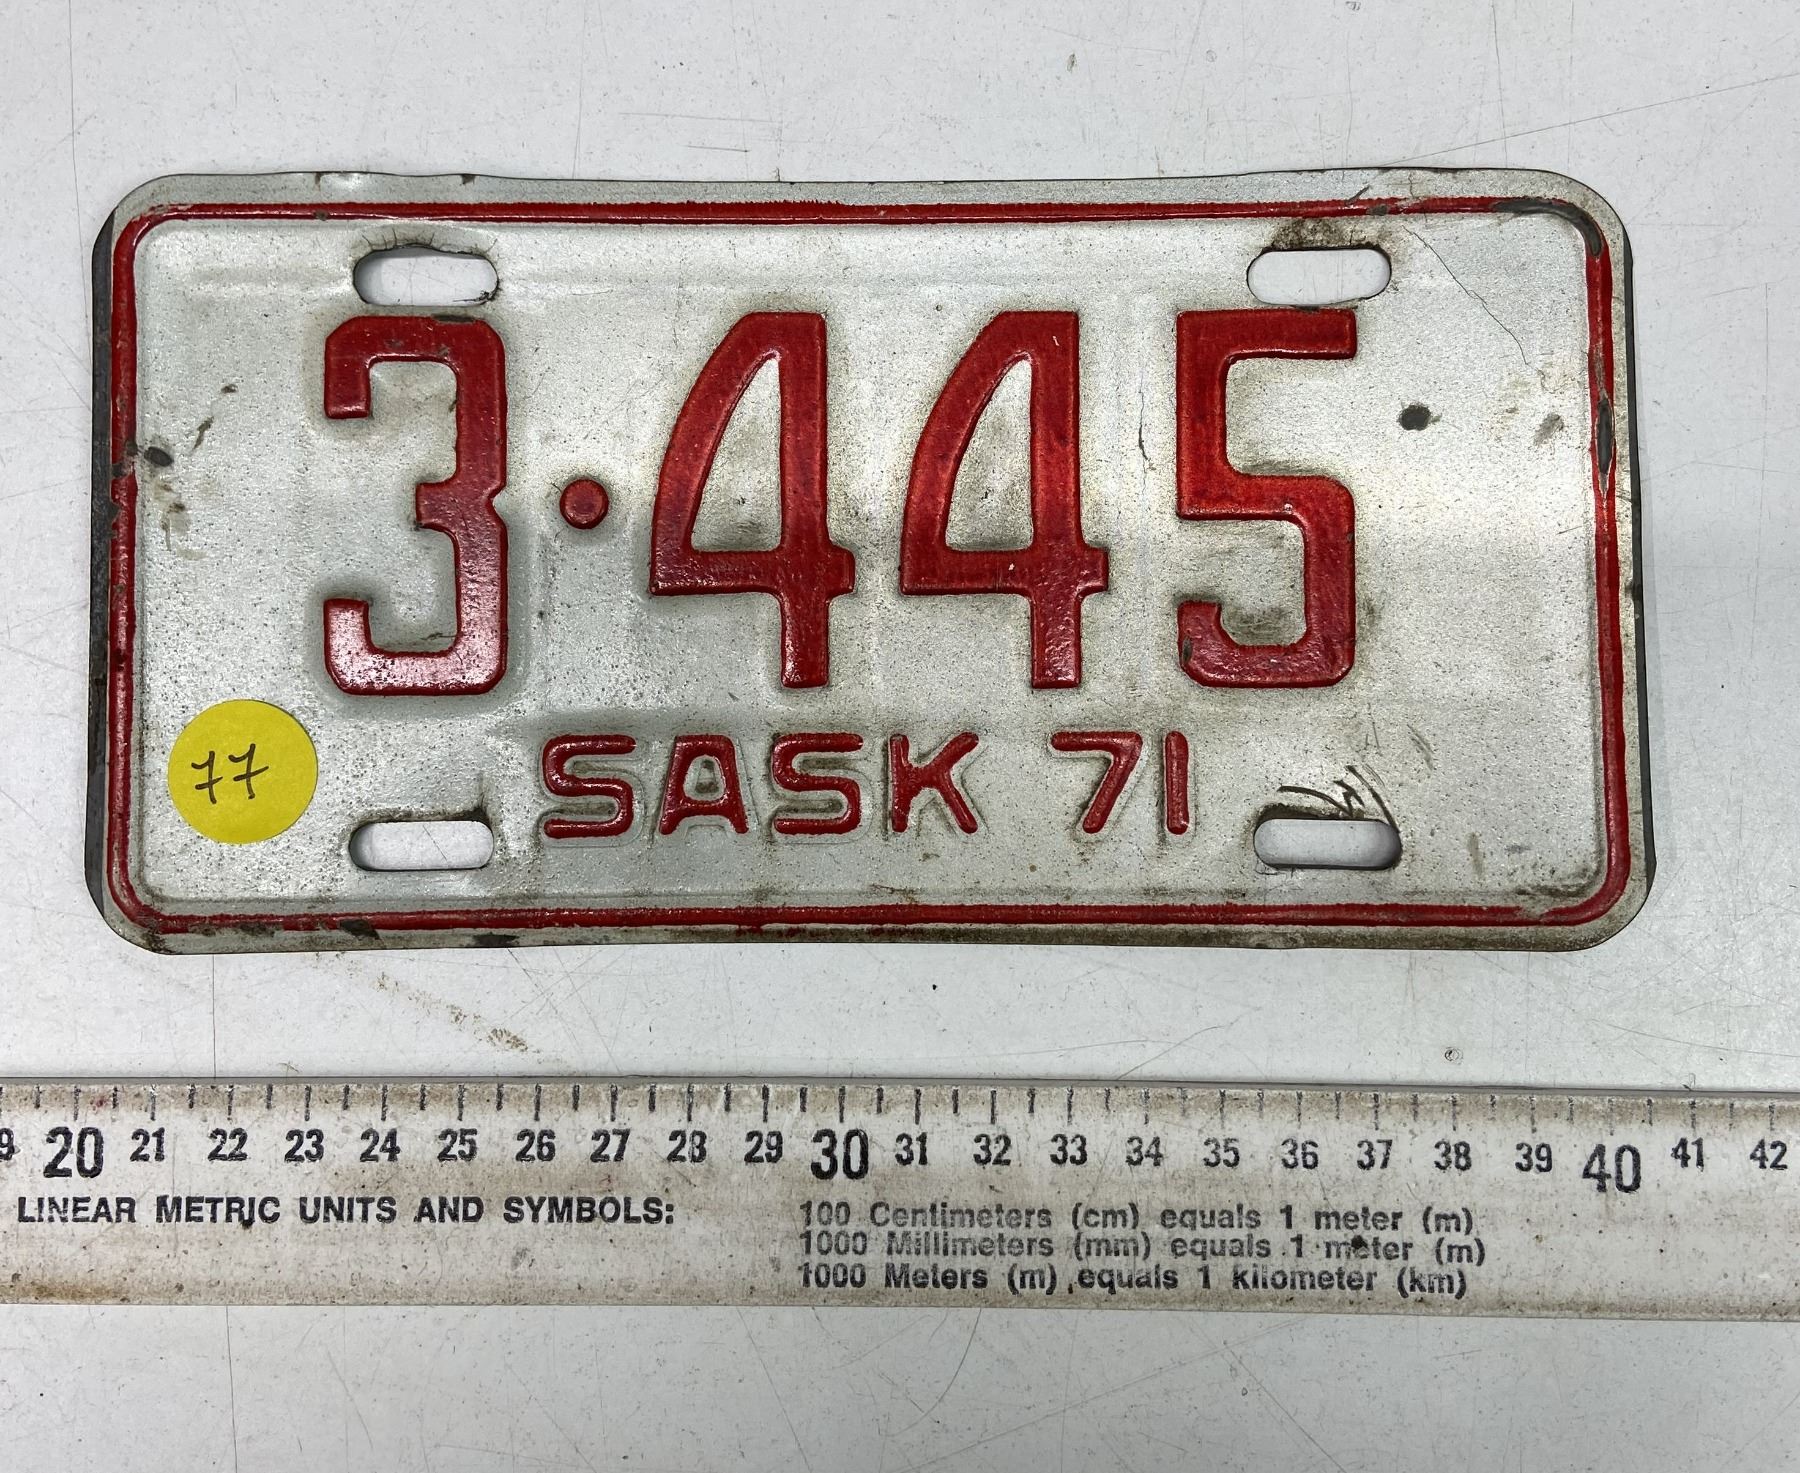 3·445
SASK 71
77
20 21 22 23 24 25 26 27 28 29 30 31 32 33 34 35 36 37 38 39 40 41 42
LINEAR METRIC UNITS AND SYMBOLS:
100 Centimeters (cm) equals 1 meter (m)
1000 Millimeters (mm) equals 1 meter (m)
1000 Meters (m) equals 1 kilometer (km)